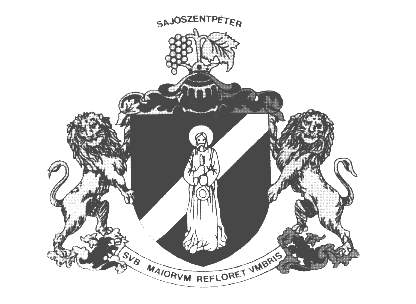 SAJÓSZENTPÉTER
SVB MAIORVM REFLORET VMBRIS